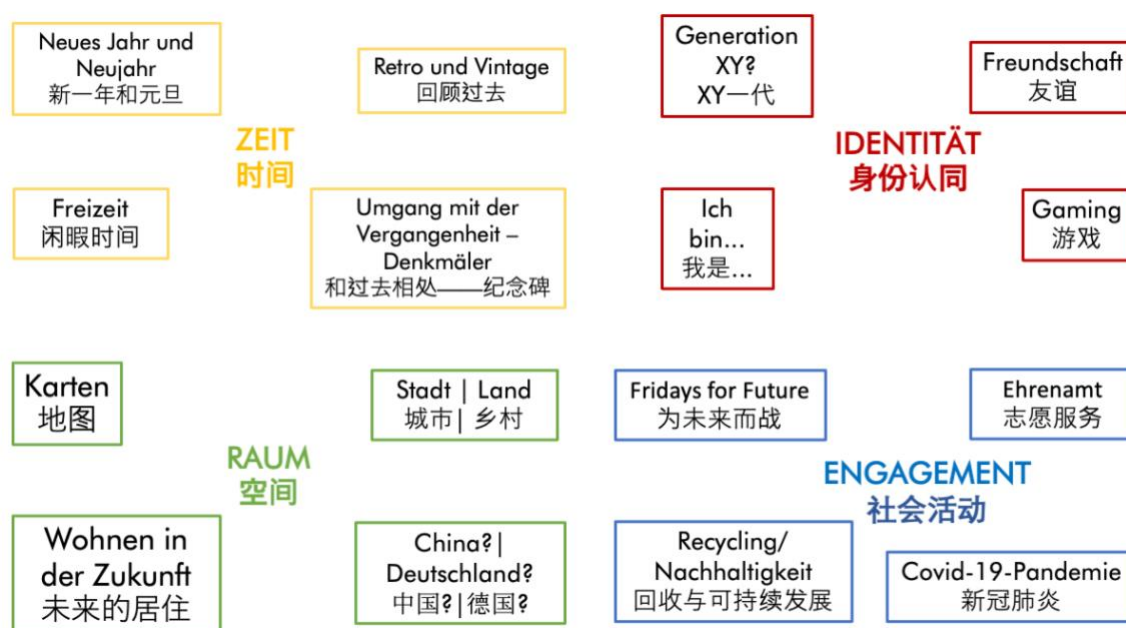 Neues Jahr und
Neujahr
新一年和元旦
Retro und Vintage
回顾过去
ZEIT
时间
Freizeit
闲暇时间
Umgang mit der
Vergangenheit –
Denkmäler
和过去相处——纪念碑
Generation
XY?
XY一代
Freundschaft
友谊
IDENTITÄT
身份认同
Ich
bin...
我是...
Gaming
游戏
Karten
地图
Stadt | Land
城市| 乡村
RAUM
空间
Wohnen in
der Zukunft
未来的居住
China?|
Deutschland?
中国?|德国?
Fridays for Future
为未来而战
Ehrenamt
志愿服务
ENGAGEMENT
社会活动
Recycling/
Nachhaltigkeit
回收与可持续发展
Covid-19-Pandemie
新冠肺炎